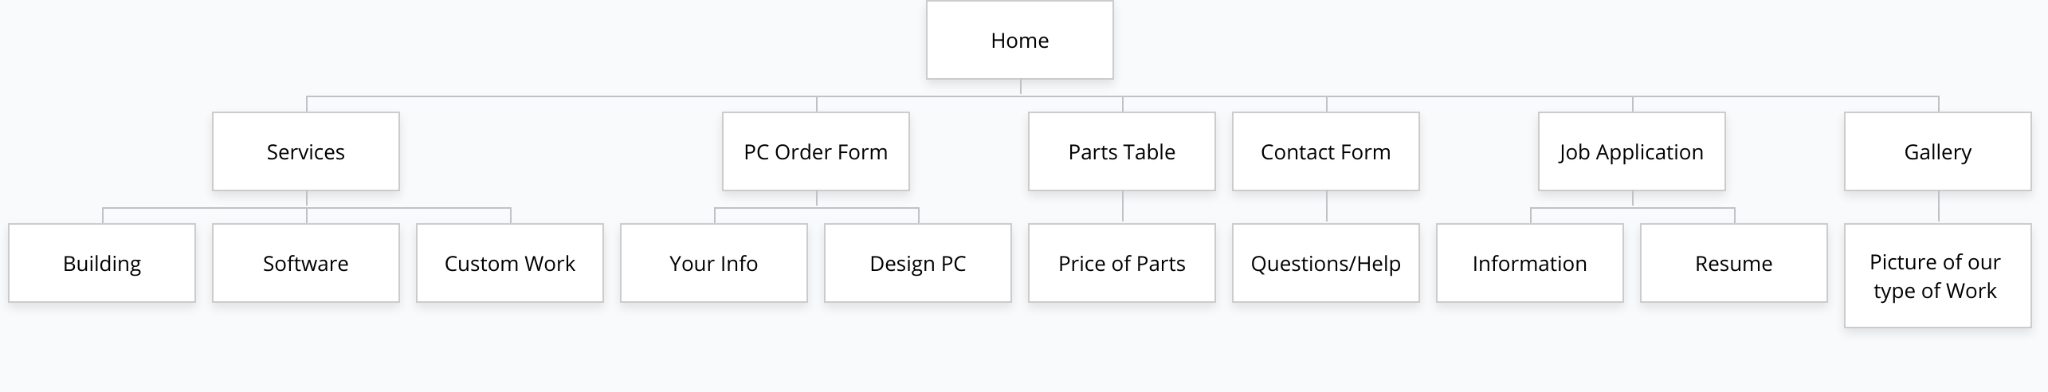 Home
Services
PC Order Form
Parts Table
Contact Form
Job Application
Gallery
Building
Software
Custom Work
Your Info
Design PC
Price of Parts
Questions/Help
Information
Resume
Picture of our
type of Work